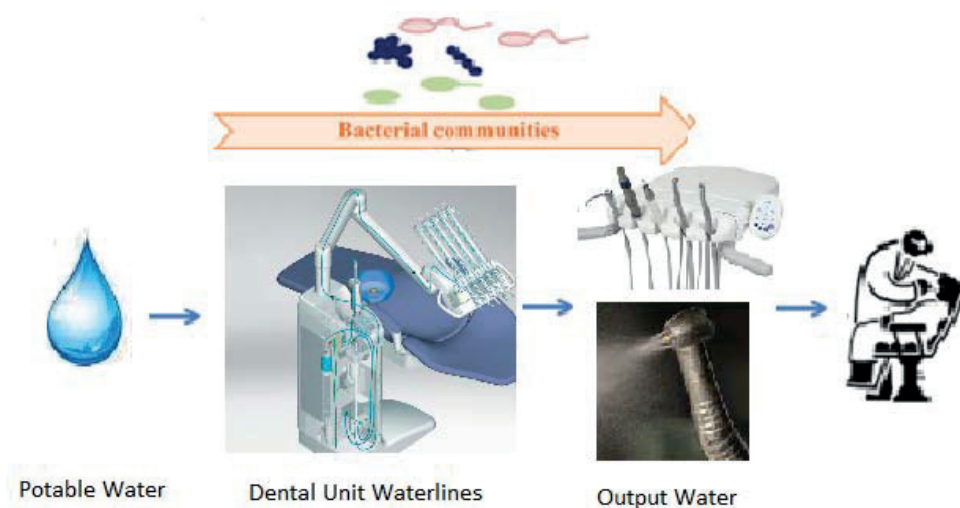 Bacterial communities
Potable Water
Dental Unit Waterlines
Output Water